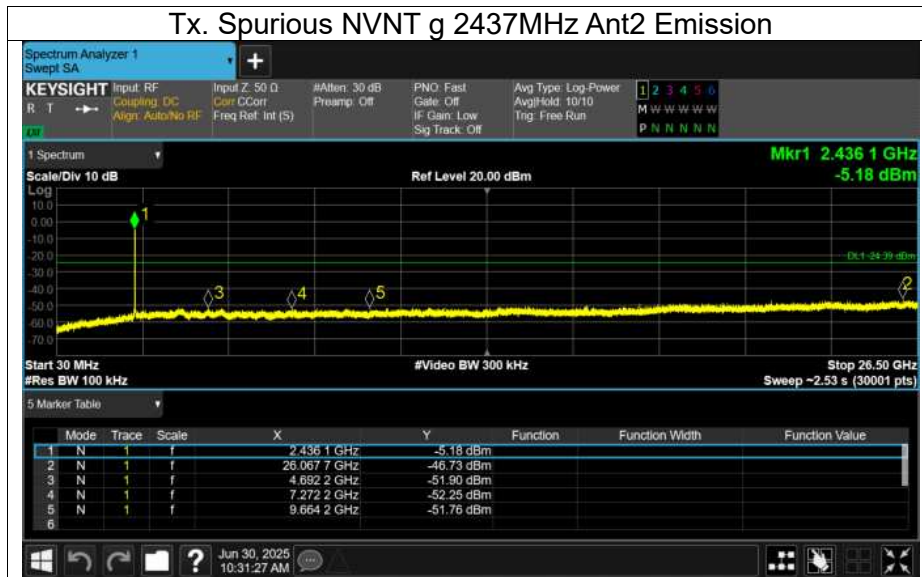 Tx. Spurious NVNT g 2437MHz Ant2 Emission
Spectrum Analyzer 1
Swept SA
+
KEYSIGHT Input: RF Input Z: 50 Ω #Atten: 30 dB PNO: Fast Avg Type: Log-Power 1 2 3 4 5 6
R T Coupling: DC Corr CCorr Preamp: Off Gate: Off Avg|Hold: 10/10 M W W W W W
Align: Auto/No RF Freq Ref: Int (S) IF Gain: Low Trig: Free Run
Sig Track: Off P N N N N N
1 Spectrum Mkr1 2.436 1 GHz
Scale/Div 10 dB Ref Level 20.00 dBm -5.18 dBm
Log
10.0
0.00
-10.0
-20.0
-30.0
-40.0
-50.0
-60.0
-70.0
1
DL1 -24.39 dBm
3 4 5 2
Start 30 MHz #Video BW 300 kHz Stop 26.50 GHz
#Res BW 100 kHz Sweep ~2.53 s (30001 pts)
5 Marker Table
Mode Trace Scale X Y Function Function Width Function Value
1 N 1 f 2.436 1 GHz -5.18 dBm
2 N 1 f 26.067 7 GHz -46.73 dBm
3 N 1 f 4.692 2 GHz -51.90 dBm
4 N 1 f 7.272 2 GHz -52.25 dBm
5 N 1 f 9.664 2 GHz -51.76 dBm
6
? Jun 30, 2025
10:31:27 AM